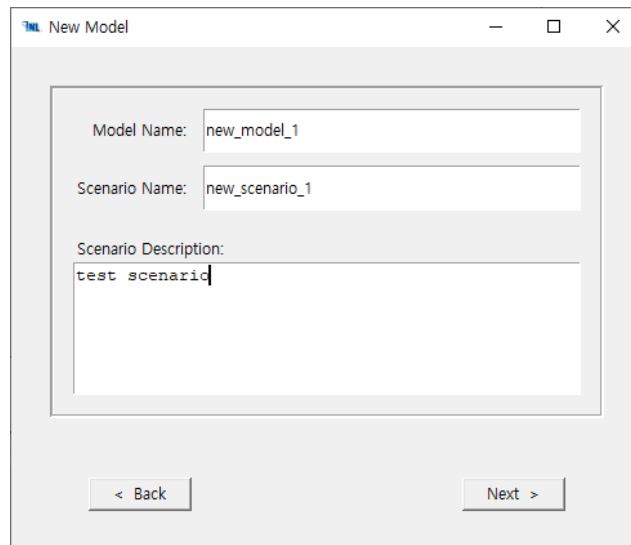 INL New Model
Model Name: new_model_1
Scenario Name: new_scenario_1
Scenario Description:
test scenario
< Back Next >